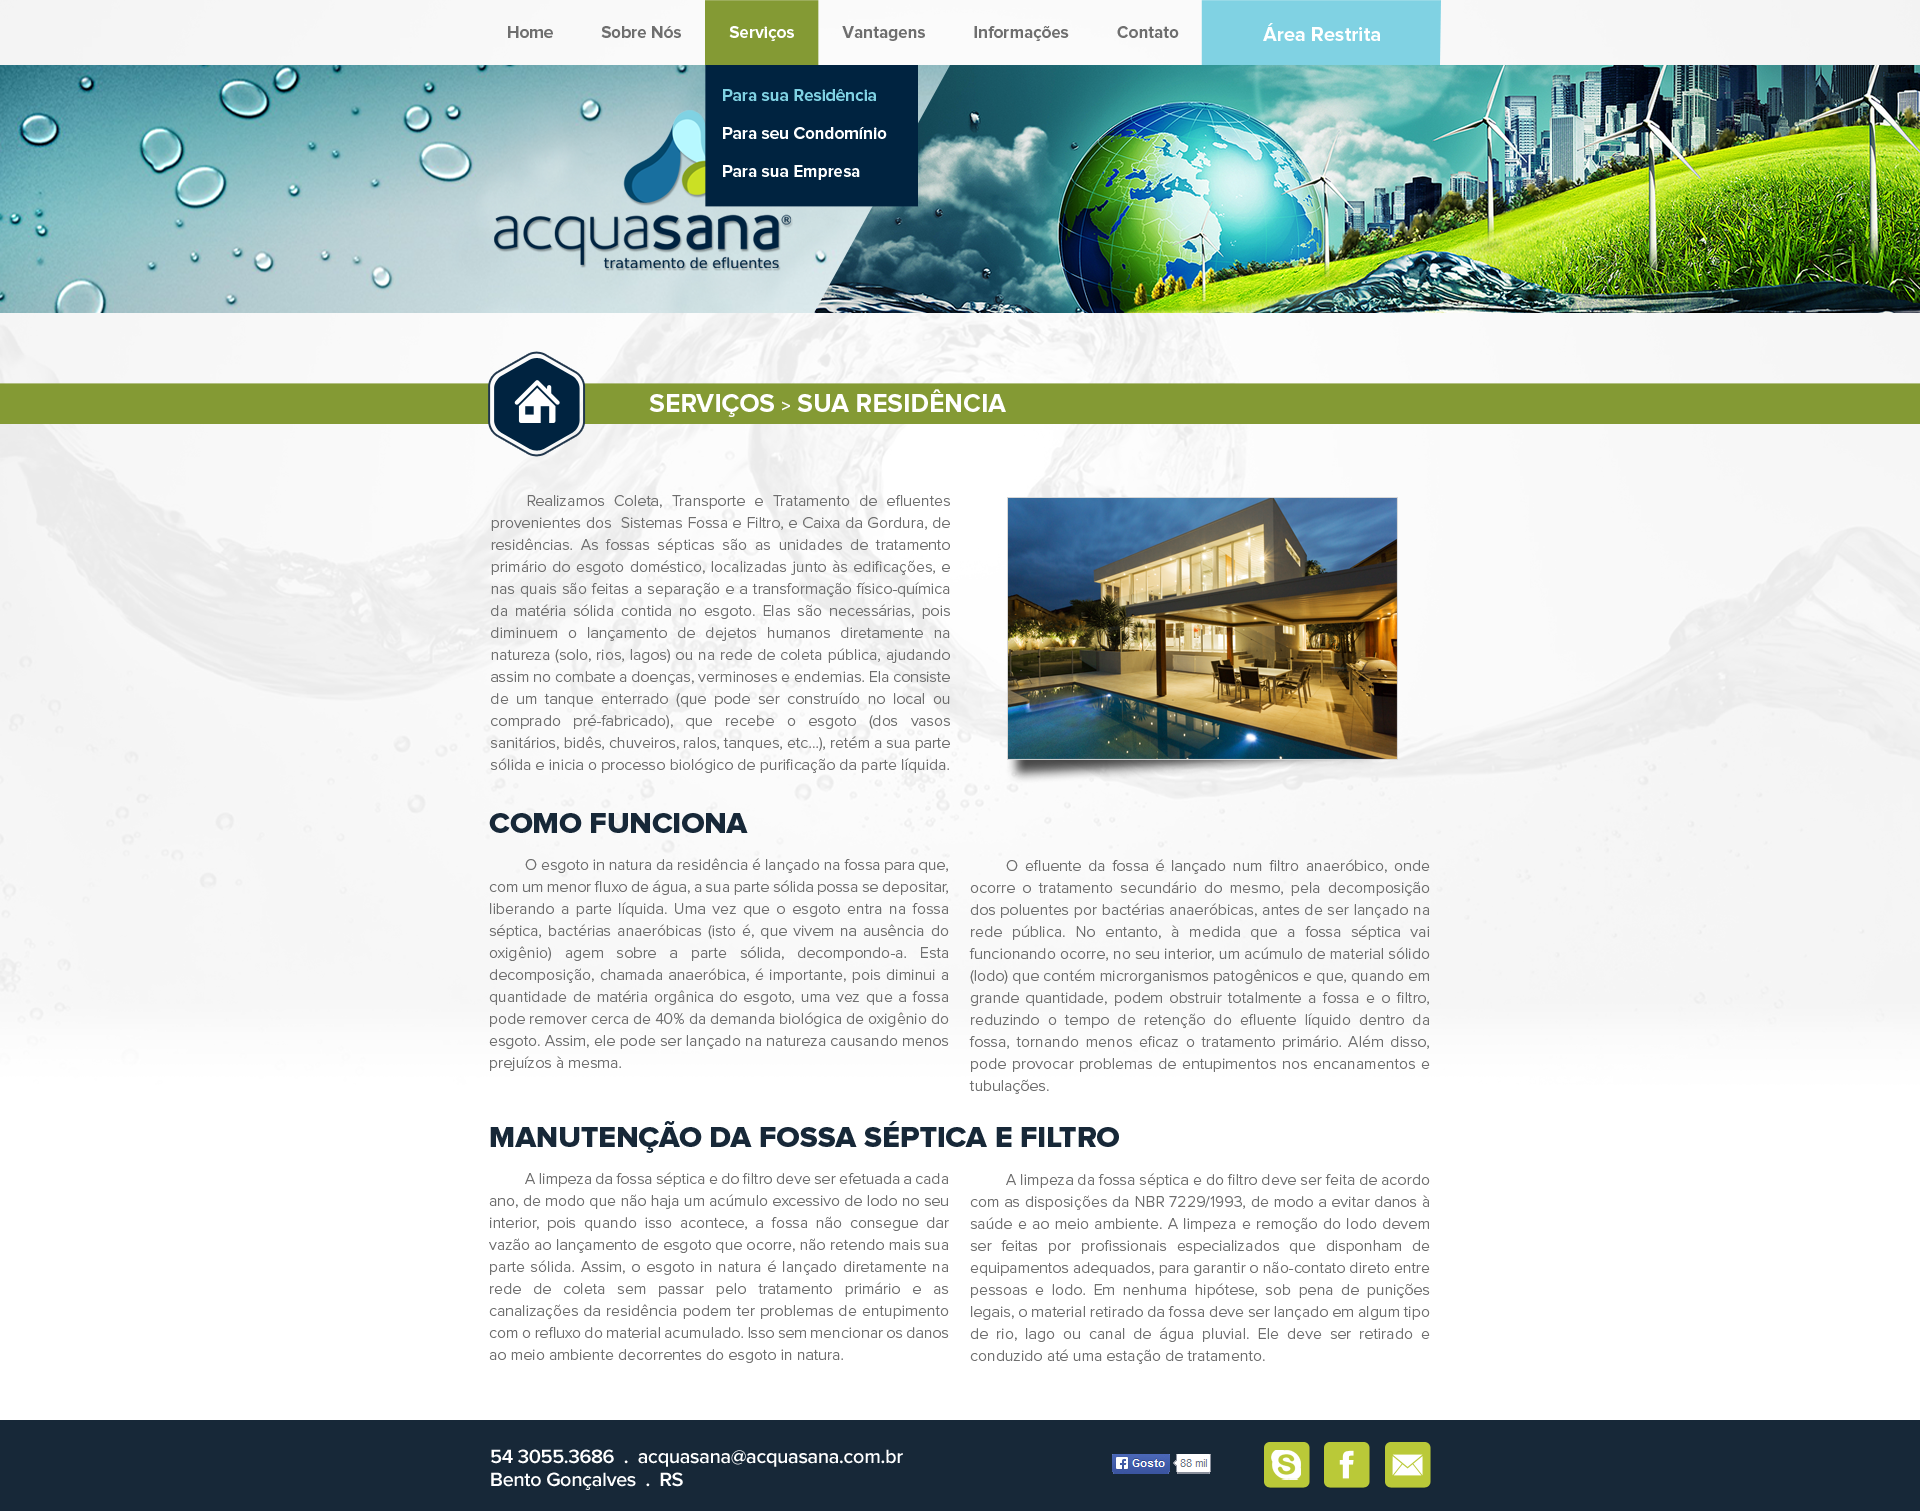 Home
Sobre Nós
Serviços
Vantagens
Informações
Contato
Área Restrita
Para sua Residência
Para seu Condomínio
Para sua Empresa
acquasana®
tratamento de efluentes
SERVIÇOS > SUA RESIDÊNCIA
Realizamos Coleta, Transporte e Tratamento de efluentes
provenientes dos Sistemas Fossa e Filtro, e Caixa da Gordura, de
residências. As fossas sépticas são as unidades de tratamento
primário do esgoto doméstico, localizadas junto às edificações, e
nas quais são feitas a separação e a transformação físico-química
da matéria sólida contida no esgoto. Elas são necessárias, pois
diminuem o lançamento de dejetos humanos diretamente na
natureza (solo, rios, lagos) ou na rede de coleta pública, ajudando
assim no combate a doenças, verminoses e endemias. Ela consiste
de um tanque enterrado (que pode ser construído no local ou
comprado pré-fabricado), que recebe o esgoto (dos vasos
sanitários, bidês, chuveiros, ralos, tanques, etc...), retém a sua parte
sólida e inicia o processo biológico de purificação da parte líquida.
COMO FUNCIONA
O esgoto in natura da residência é lançado na fossa para que,
com um menor fluxo de água, a sua parte sólida possa se depositar,
liberando a parte líquida. Uma vez que o esgoto entra na fossa
séptica, bactérias anaeróbicas (isto é, que vivem na ausência do
oxigênio) agem sobre a parte sólida, decompondo-a. Esta
decomposição, chamada anaeróbica, é importante, pois diminui a
quantidade de matéria orgânica do esgoto, uma vez que a fossa
pode remover cerca de 40% da demanda biológica de oxigênio do
esgoto. Assim, ele pode ser lançado na natureza causando menos
prejuízos à mesma.
O efluente da fossa é lançado num filtro anaeróbico, onde
ocorre o tratamento secundário do mesmo, pela decomposição
dos poluentes por bactérias anaeróbicas, antes de ser lançado na
rede pública. No entanto, à medida que a fossa séptica vai
funcionando ocorre, no seu interior, um acúmulo de material sólido
(lodo) que contém microrganismos patogênicos e que, quando em
grande quantidade, podem obstruir totalmente a fossa e o filtro,
reduzindo o tempo de retenção do efluente líquido dentro da
fossa, tornando menos eficaz o tratamento primário. Além disso,
pode provocar problemas de entupimentos nos encanamentos e
tubulações.
MANUTENÇÃO DA FOSSA SÉPTICA E FILTRO
A limpeza da fossa séptica e do filtro deve ser efetuada a cada
ano, de modo que não haja um acúmulo excessivo de lodo no seu
interior, pois quando isso acontece, a fossa não consegue dar
vazão ao lançamento de esgoto que ocorre, não retendo mais sua
parte sólida. Assim, o esgoto in natura é lançado diretamente na
rede de coleta sem passar pelo tratamento primário e as
canalizações da residência podem ter problemas de entupimento
com o refluxo do material acumulado. Isso sem mencionar os danos
ao meio ambiente decorrentes do esgoto in natura.
A limpeza da fossa séptica e do filtro deve ser feita de acordo
com as disposições da NBR 7229/1993, de modo a evitar danos à
saúde e ao meio ambiente. A limpeza e remoção do lodo devem
ser feitas por profissionais especializados que disponham de
equipamentos adequados, para garantir o não-contato direto entre
pessoas e lodo. Em nenhuma hipótese, sob pena de punições
legais, o material retirado da fossa deve ser lançado em algum tipo
de rio, lago ou canal de água pluvial. Ele deve ser retirado e
conduzido até uma estação de tratamento.
54 3055.3686 . acquasana@acquasana.com.br
Bento Gonçalves . RS
Gosto 88 mil